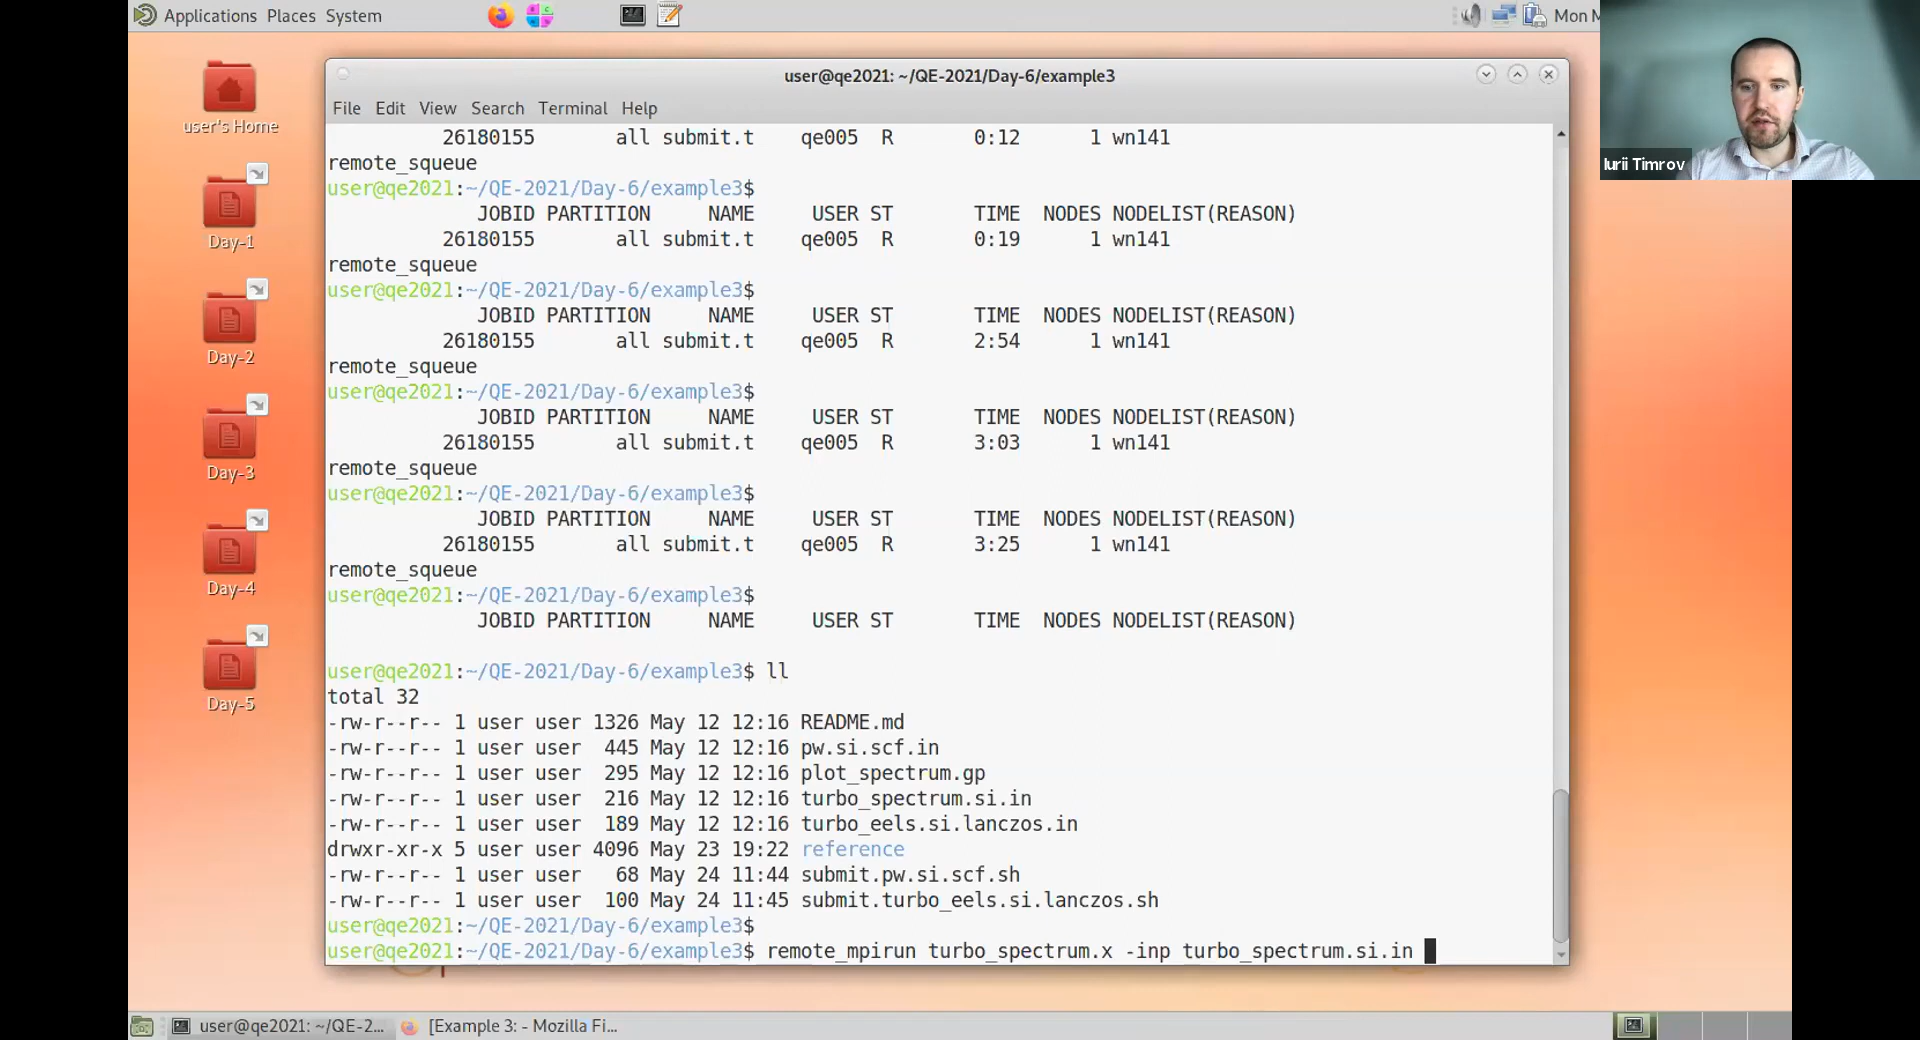 Applications Places System
Mon M
Iurii Timrov
user's Home
Day-1
Day-2
Day-3
Day-4
Day-5
user@qe2021: ~/QE-2021/Day-6/example3
File Edit View Search Terminal Help
26180155 all submit.t qe005 R 0:12 1 wn141
remote_squeue
user@qe2021:~/QE-2021/Day-6/example3$
JOBID PARTITION NAME USER ST TIME NODES NODELIST(REASON)
26180155 all submit.t qe005 R 0:19 1 wn141
remote_squeue
user@qe2021:~/QE-2021/Day-6/example3$
JOBID PARTITION NAME USER ST TIME NODES NODELIST(REASON)
26180155 all submit.t qe005 R 2:54 1 wn141
remote_squeue
user@qe2021:~/QE-2021/Day-6/example3$
JOBID PARTITION NAME USER ST TIME NODES NODELIST(REASON)
26180155 all submit.t qe005 R 3:03 1 wn141
remote_squeue
user@qe2021:~/QE-2021/Day-6/example3$
JOBID PARTITION NAME USER ST TIME NODES NODELIST(REASON)
26180155 all submit.t qe005 R 3:25 1 wn141
remote_squeue
user@qe2021:~/QE-2021/Day-6/example3$
JOBID PARTITION NAME USER ST TIME NODES NODELIST(REASON)
user@qe2021:~/QE-2021/Day-6/example3$ ll
total 32
-rw-r--r-- 1 user user 1326 May 12 12:16 README.md
-rw-r--r-- 1 user user 445 May 12 12:16 pw.si.scf.in
-rw-r--r-- 1 user user 295 May 12 12:16 plot_spectrum.gp
-rw-r--r-- 1 user user 216 May 12 12:16 turbo_spectrum.si.in
-rw-r--r-- 1 user user 189 May 12 12:16 turbo_eels.si.lanczos.in
drwxr-xr-x 5 user user 4096 May 23 19:22 reference
-rw-r--r-- 1 user user 68 May 24 11:44 submit.pw.si.scf.sh
-rw-r--r-- 1 user user 100 May 24 11:45 submit.turbo_eels.si.lanczos.sh
user@qe2021:~/QE-2021/Day-6/example3$
user@qe2021:~/QE-2021/Day-6/example3$ remote_mpirun turbo_spectrum.x -inp turbo_spectrum.si.in
user@qe2021: ~/QE-2...
[Example 3: - Mozilla Fi...